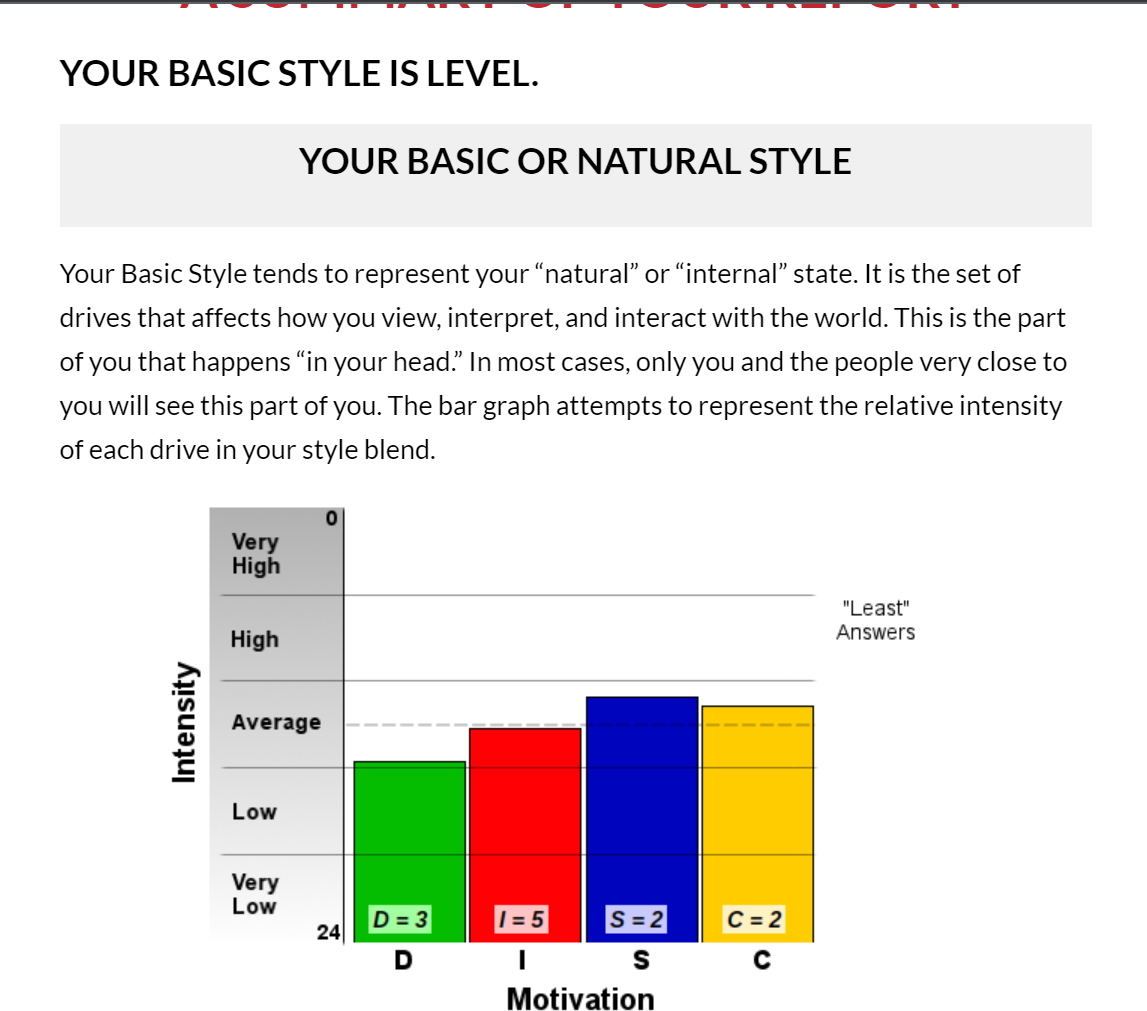 YOUR BASIC STYLE IS LEVEL.
YOUR BASIC OR NATURAL STYLE
Your Basic Style tends to represent your “natural” or “internal” state. It is the set of
drives that affects how you view, interpret, and interact with the world. This is the part
of you that happens “in your head.” In most cases, only you and the people very close to
you will see this part of you. The bar graph attempts to represent the relative intensity
of each drive in your style blend.
0
Very
High
"Least"
Answers
High
Intensity
Average
Low
Very
Low
24
D = 3
I = 5
S = 2
C = 2
D
I
S
C
Motivation